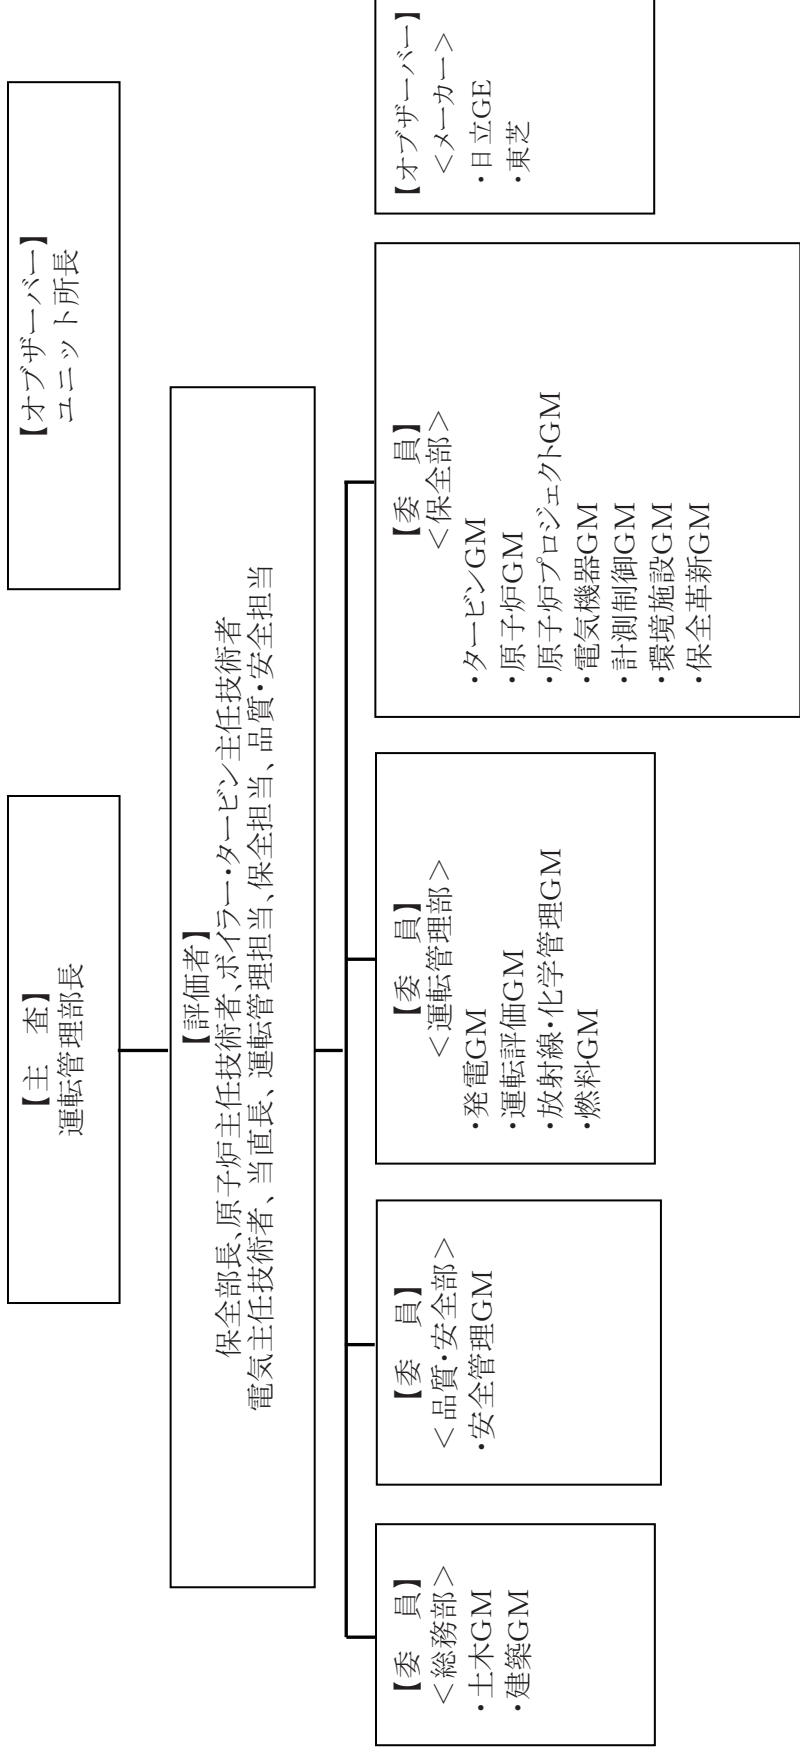 【主　査】
運転管理部長
【オブザーバー】
ユニット所長
【評価者】
保全部長、原子炉主任技術者、ボイラー・タービン主任技術者
電気主任技術者、当直長、運転管理担当、保全担当、品質・安全担当
【委　員】
＜総務部＞
・土木GM
・建築GM
【委　員】
＜品質・安全部＞
・安全管理GM
【委　員】
＜運転管理部＞
・発電GM
・運転評価GM
・放射線・化学管理GM
・燃料GM
【委　員】
＜保全部＞
・タービンGM
・原子炉GM
・原子炉プロジェクトGM
・電気機器GM
・計測制御GM
・環境施設GM
・保全革新GM
【オブザーバー】
＜メーカー＞
・日立GE
・東芝